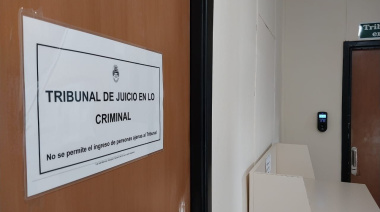 TRIBUNAL DE JUICIO EN LO
CRIMINAL
No se permite el ingreso de personas ajenas al Tribunal